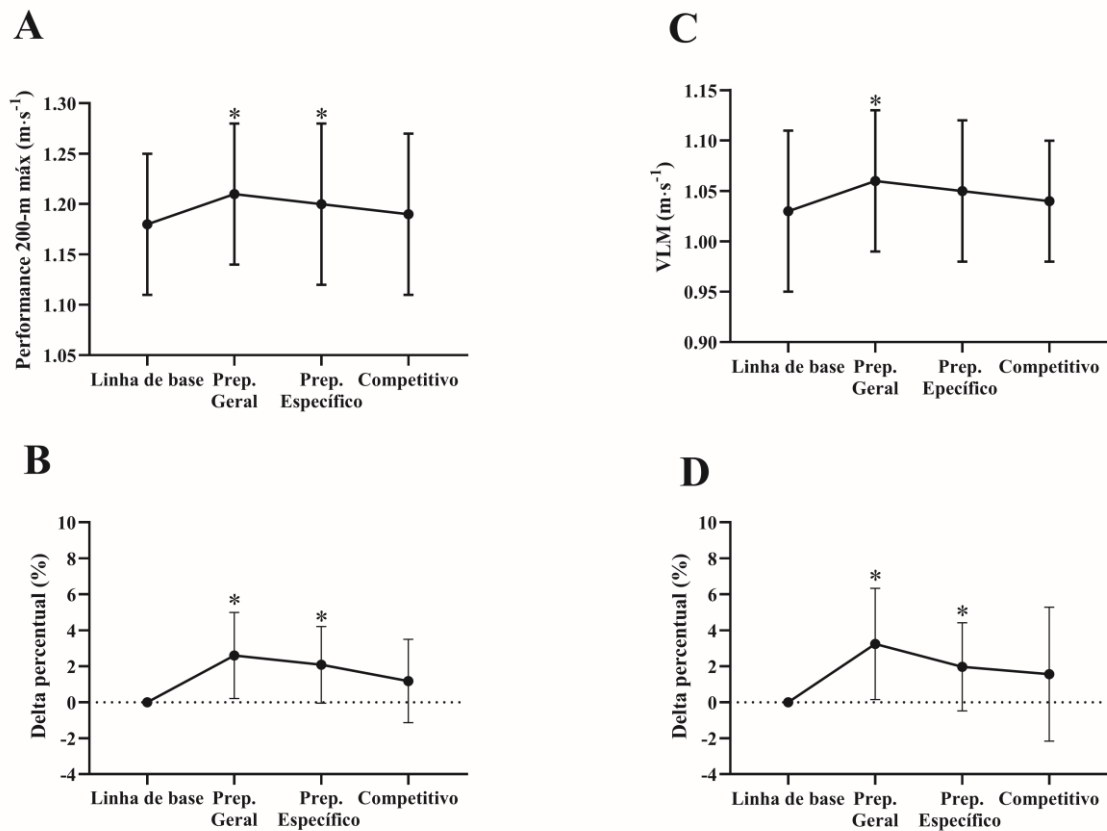 A
Performance 200-m máx (m·s⁻¹)
1.30
1.25
1.20
1.15
1.10
1.05
* *
Linha de base Prep. Prep. Competitivo
Geral Específico
C
VLM (m·s⁻¹)
1.15
1.10
1.05
1.00
0.95
0.90
*
Linha de base Prep. Prep. Competitivo
Geral Epecífico
B
Delta percentual (%)
10
8
6
4
2
0
-2
-4
* *
Linha de base Prep. Prep. Competitivo
Geral Específico
D
Delta percentual (%)
10
8
6
4
2
0
-2
-4
*
*
Linha de base Prep. Prep. Competitivo
Geral Específico